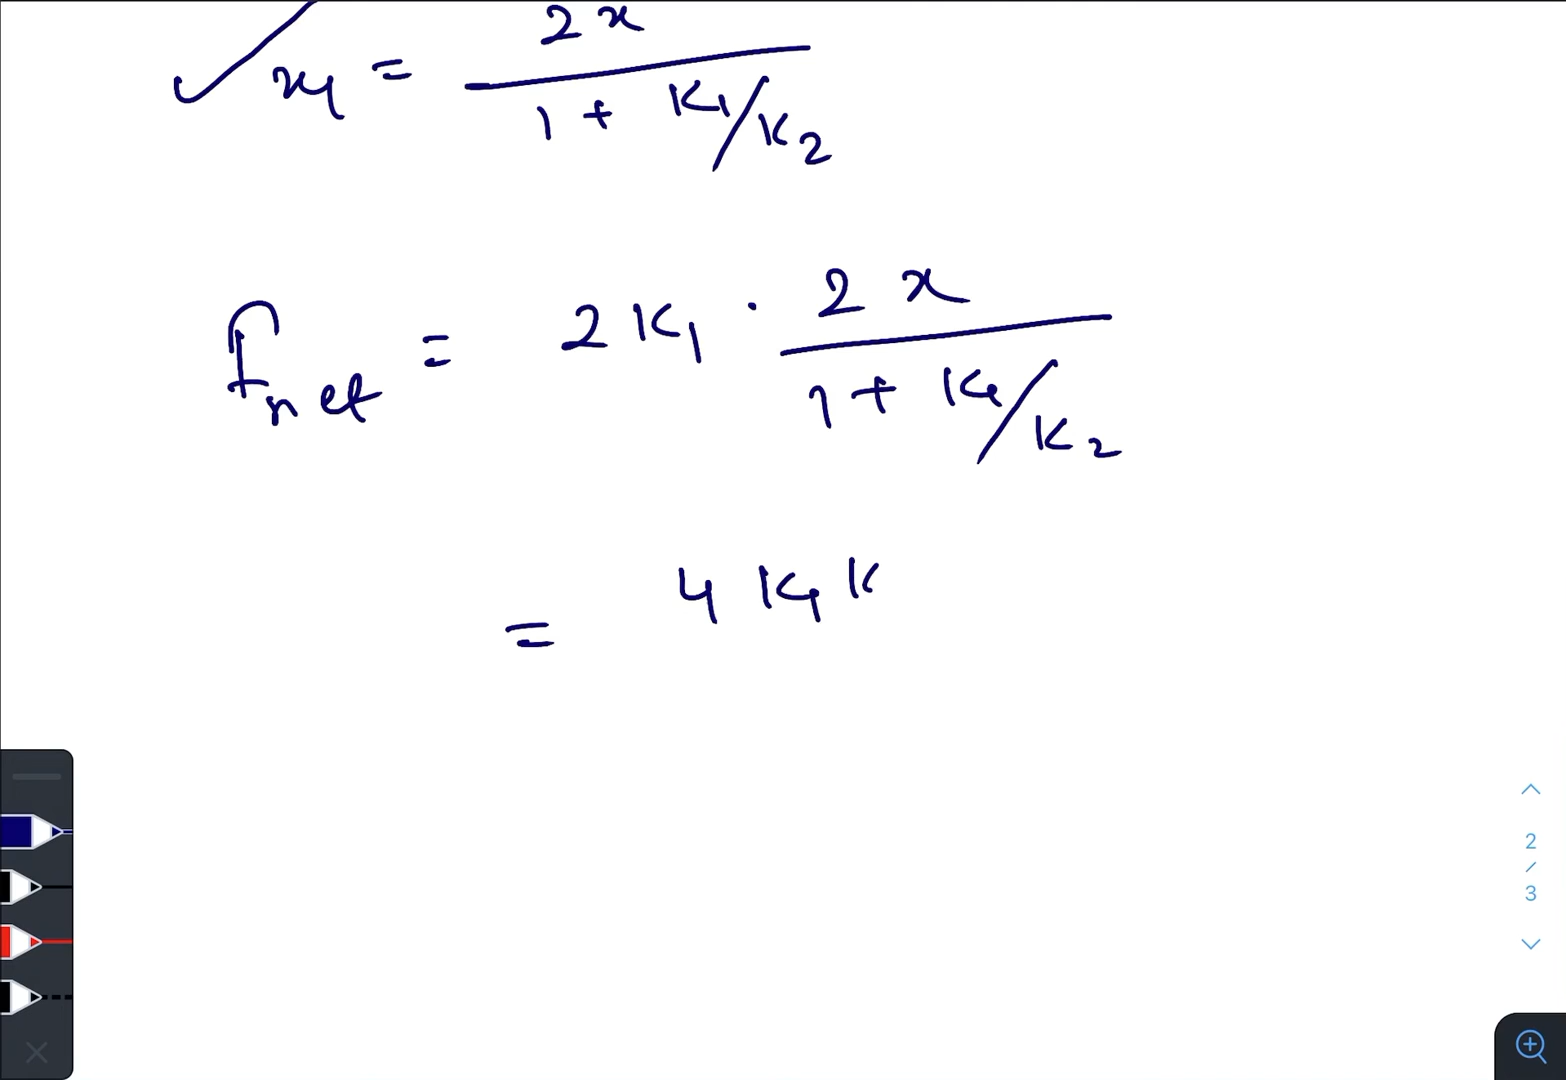 x₁ = 2x / (1 + K₁/K₂)
Fnet = 2K₁ · 2x / (1 + K₁/K₂)
= 4K₁K
2
/
3